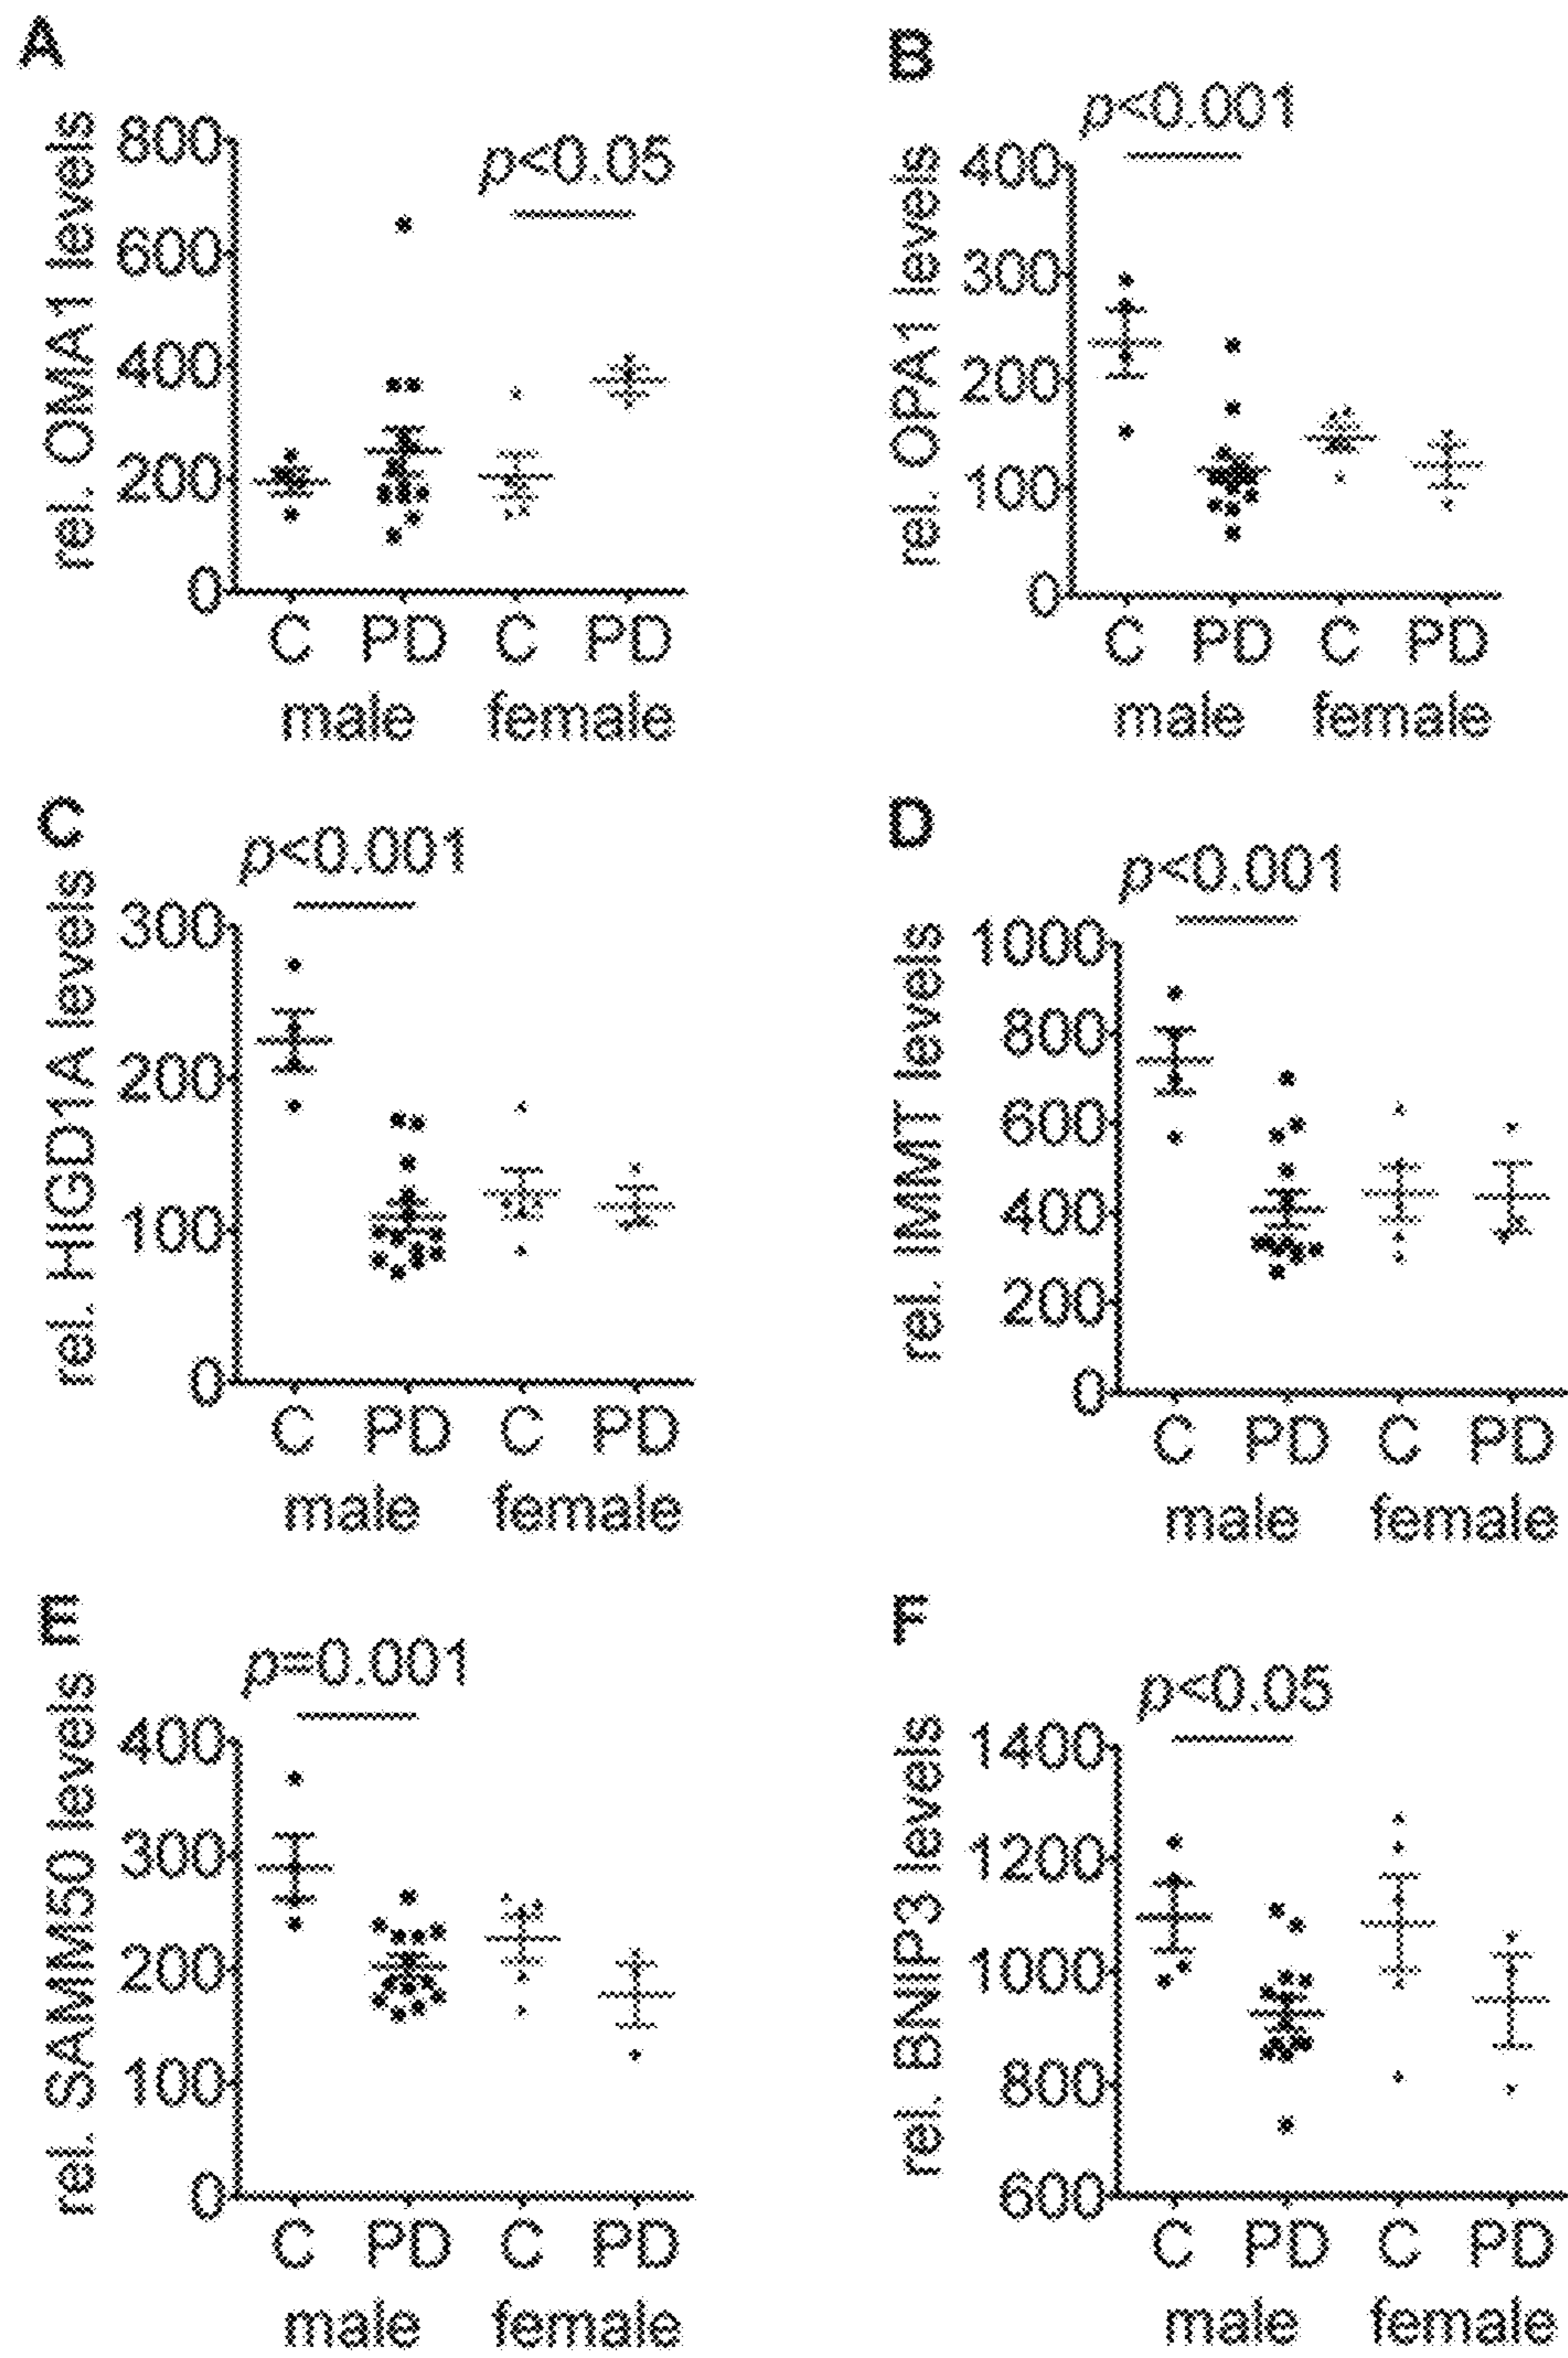 A
p<0.05
rel. OMA1 levels
800
600
400
200
0
C PD C PD
male female
B
p<0.001
rel. OPA1 levels
400
300
200
100
0
C PD C PD
male female
C
p<0.001
rel. HIGD1A levels
300
200
100
0
C PD C PD
male female
D
p<0.001
rel. IMMT levels
1000
800
600
400
200
0
C PD C PD
male female
E
p=0.001
rel. SAMM50 levels
400
300
200
100
0
C PD C PD
male female
F
p<0.05
rel. BNIP3 levels
1400
1200
1000
800
600
C PD C PD
male female